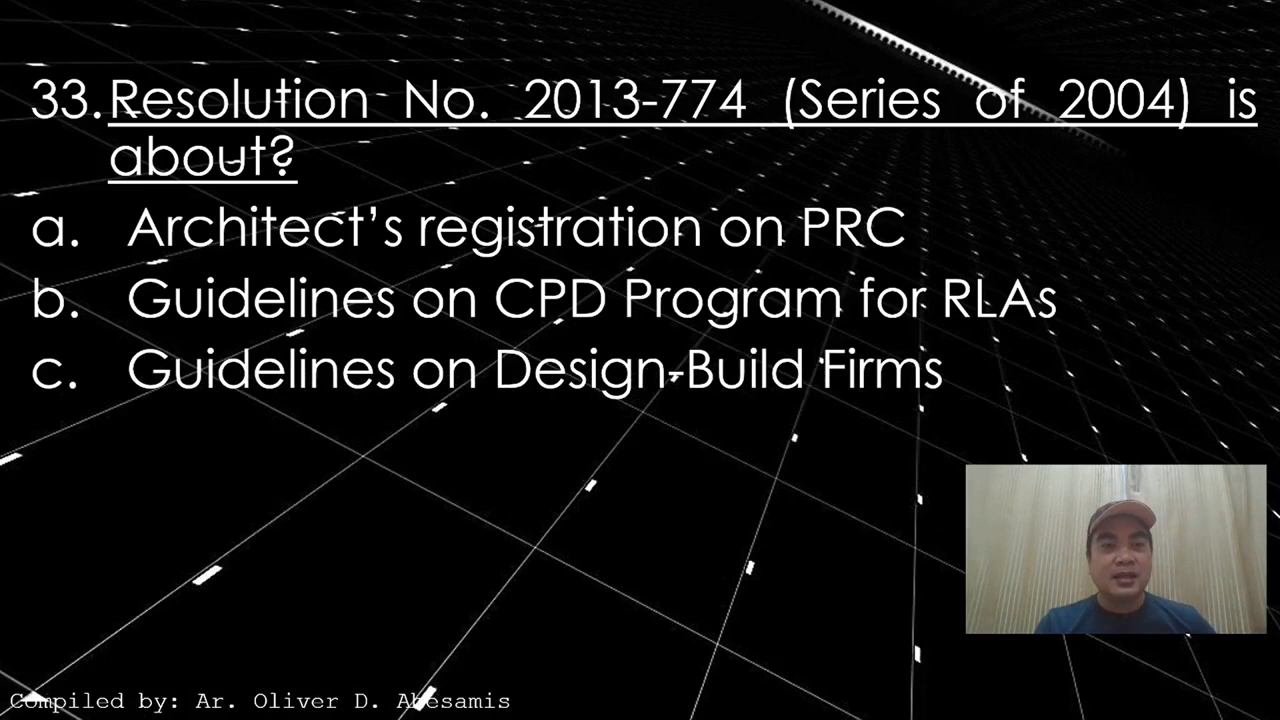 33. Resolution No. 2013-774 (Series of 2004) is
about?
a. Architect's registration on PRC
b. Guidelines on CPD Program for RLAs
c. Guidelines on Design-Build Firms
Compiled by: Ar. Oliver D. Abesamis